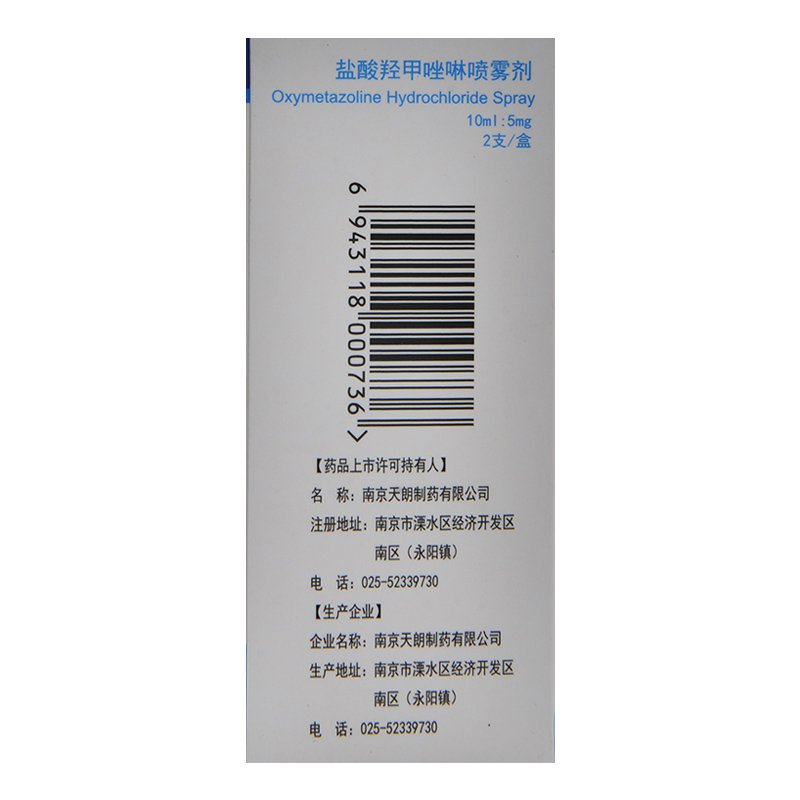 盐酸羟甲唑啉喷雾剂
Oxymetazoline Hydrochloride Spray
10ml:5mg
2支/盒
6 943118 000736 >
【药品上市许可持有人】
名 称：南京天朗制药有限公司
注册地址：南京市溧水区经济开发区
南区（永阳镇）
电 话：025-52339730
【生产企业】
企业名称：南京天朗制药有限公司
生产地址：南京市溧水区经济开发区
南区（永阳镇）
电 话：025-52339730